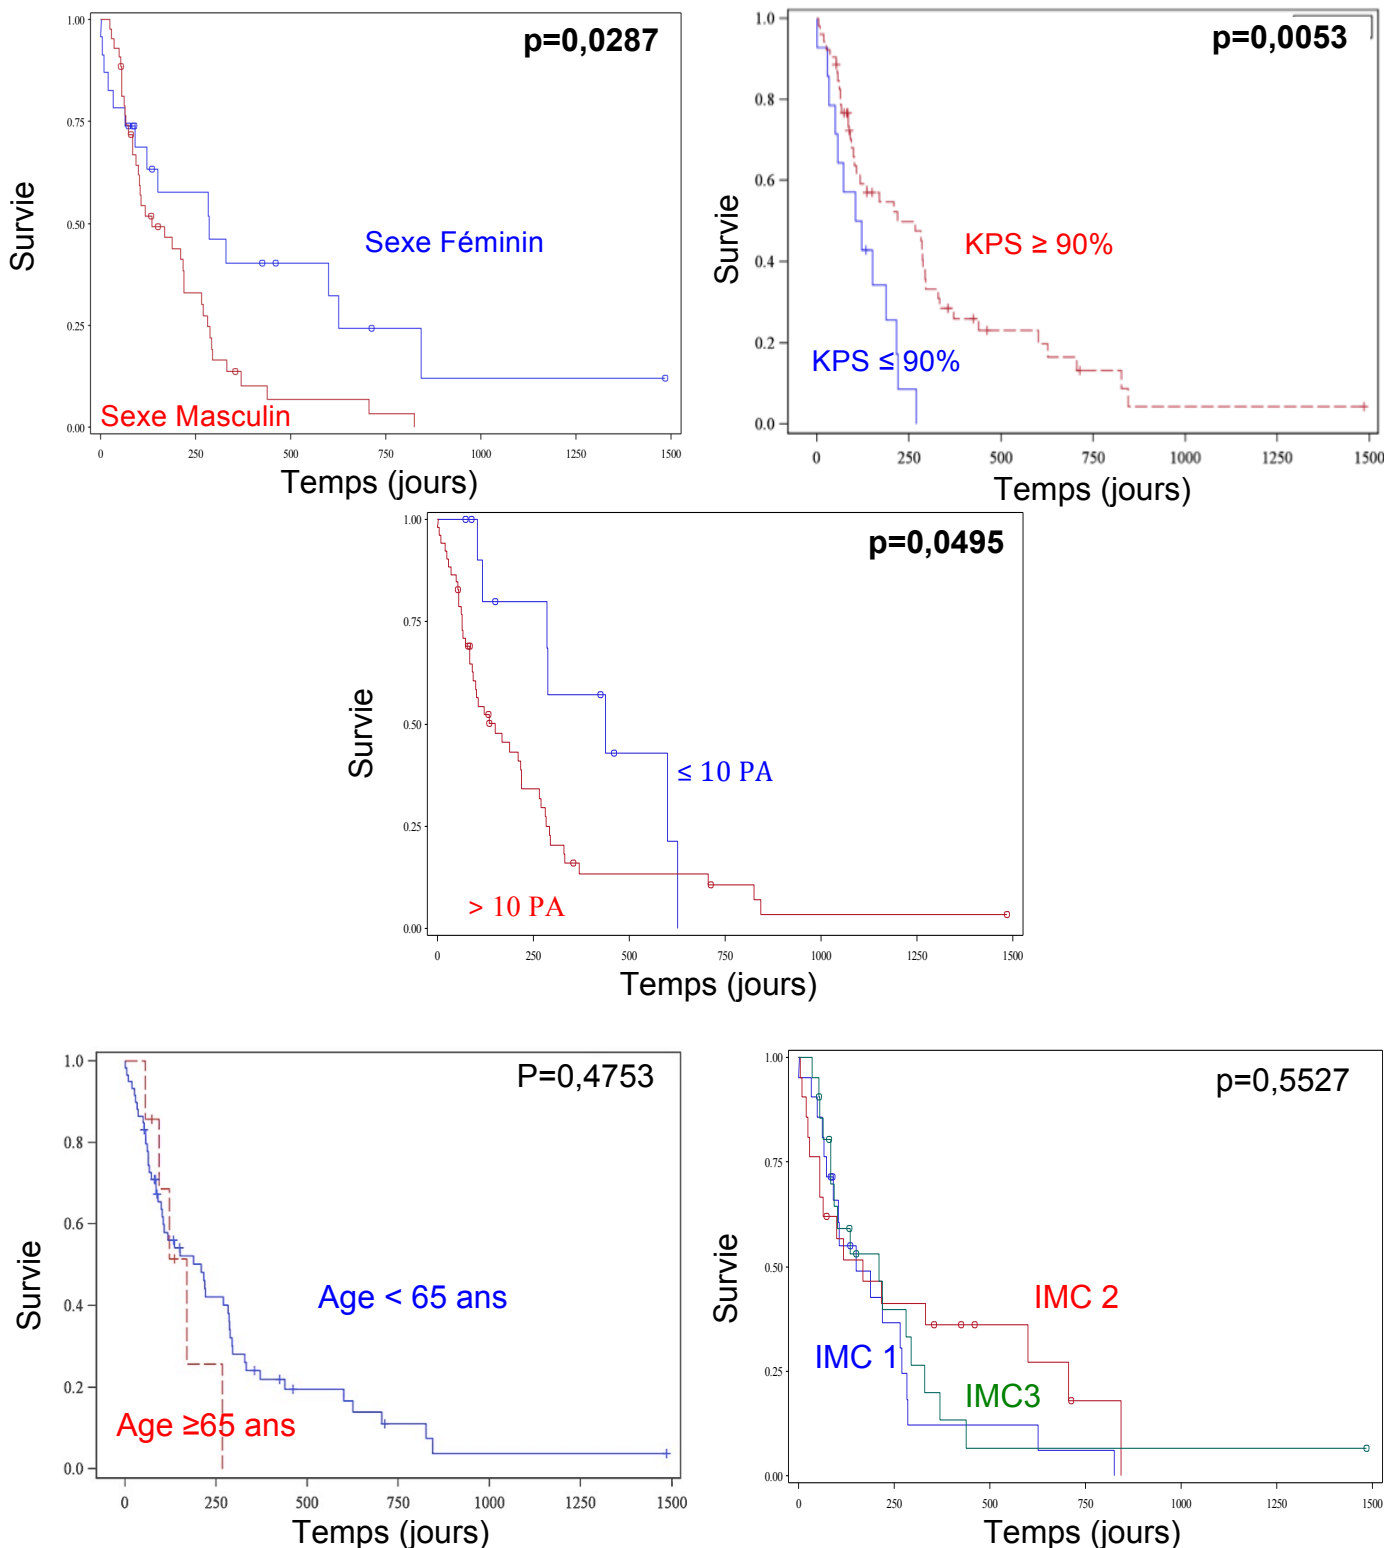 p=0,0287
1.00
0.75
0.50
0.25
0.00
Survie
Sexe Féminin
Sexe Masculin
0 250 500 750 1000 1250 1500
Temps (jours)
p=0,0053
1.0
0.8
0.6
0.4
0.2
0.0
Survie
KPS ≥ 90%
KPS ≤ 90%
0 250 500 750 1000 1250 1500
Temps (jours)
p=0,0495
1.00
0.75
0.50
0.25
0.00
Survie
≤ 10 PA
> 10 PA
0 250 500 750 1000 1250 1500
Temps (jours)
P=0,4753
1.0
0.8
0.6
0.4
0.2
0.0
Survie
Age < 65 ans
Age ≥65 ans
0 250 500 750 1000 1250 1500
Temps (jours)
p=0,5527
1.00
0.75
0.50
0.25
0.00
Survie
IMC 2
IMC 1
IMC3
0 250 500 750 1000 1250 1500
Temps (jours)